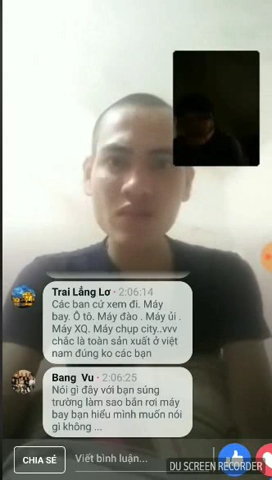 Trai Lẳng Lơ · 2:06:14
Các ban cứ xem đi. Máy
bay. Ô tô. Máy đào . Máy ủi .
Máy XQ. Máy chụp city..vvv
chắc là toàn sản xuất ở việt
nam đúng ko các bạn
Bang Vu · 2:06:25
Nói gì đây với bạn súng
trường làm sao bắn rơi máy
bay bạn hiểu mình muốn nói
gì không ...
CHIA SẺ
Viết bình luận...
DU SCREEN RECORDER